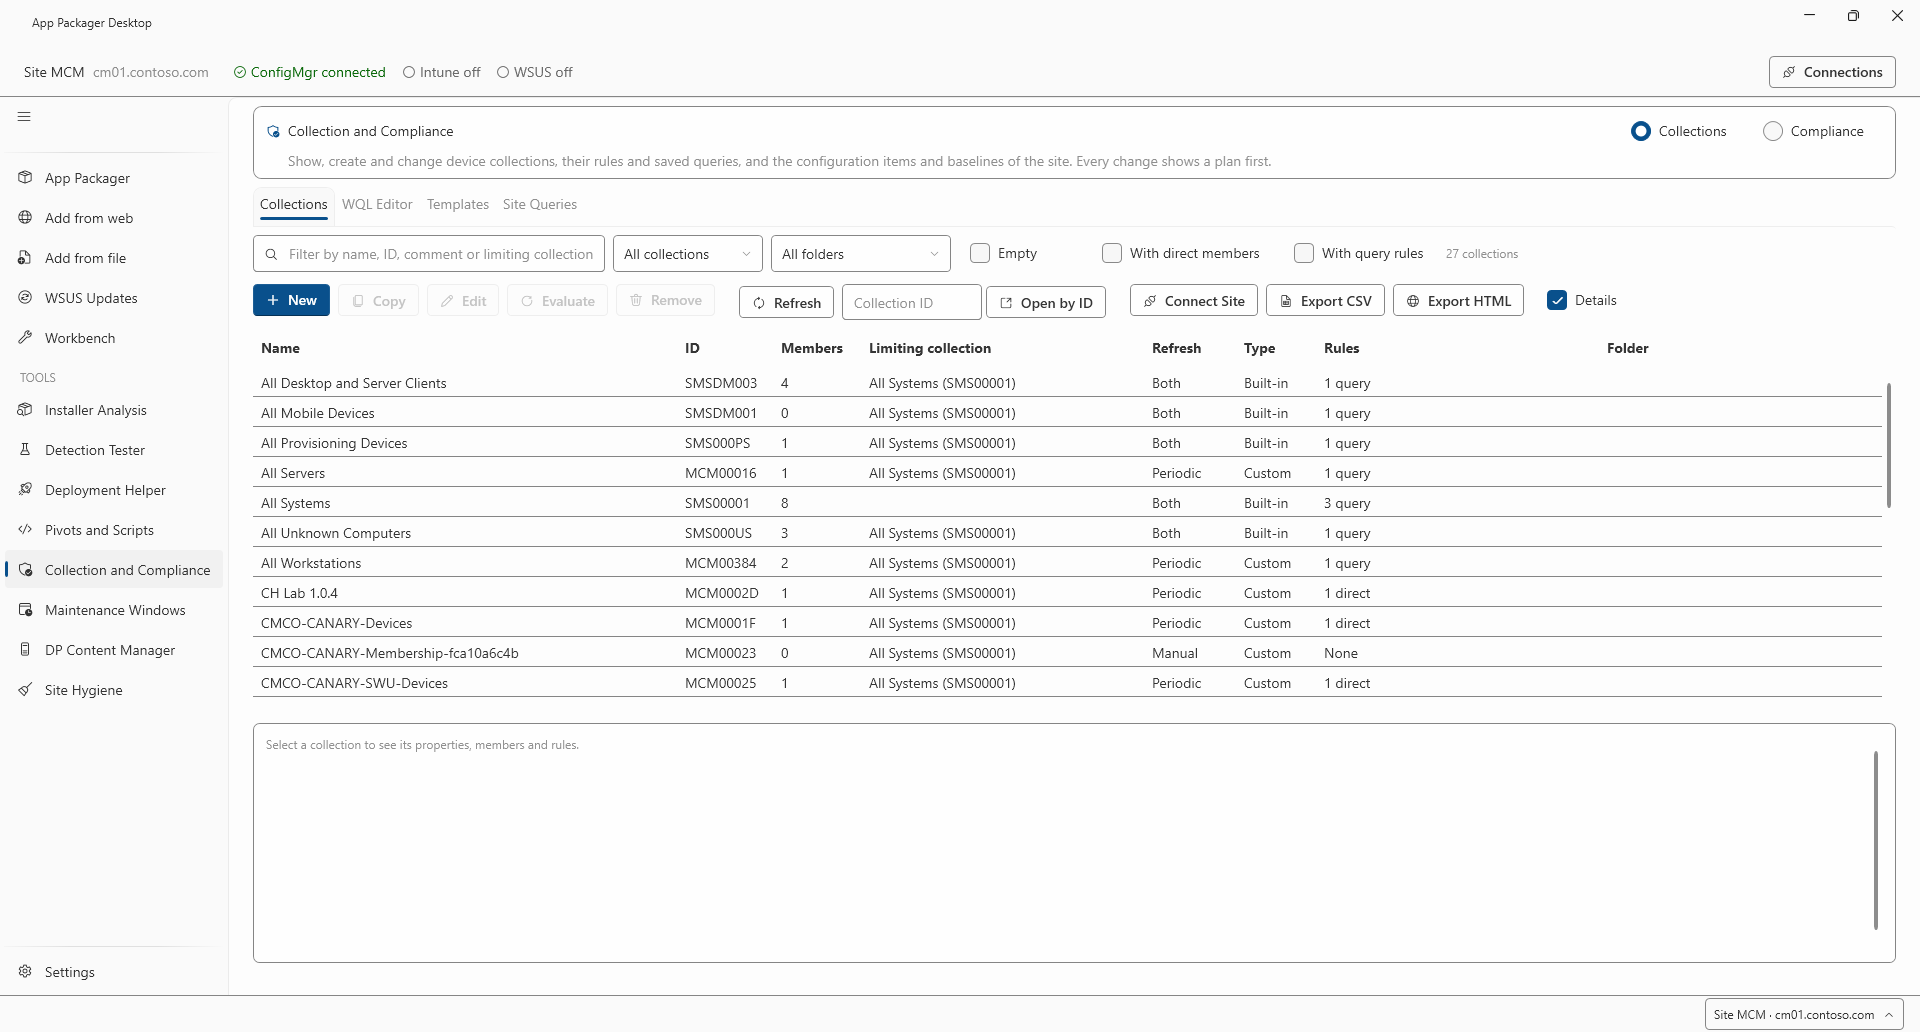 App Packager Desktop
Site MCM cm01.contoso.com ConfigMgr connected Intune off WSUS off Connections
Collection and Compliance Collections Compliance
Show, create and change device collections, their rules and saved queries, and the configuration items and baselines of the site. Every change shows a plan first.
App Packager
Add from web
Add from file
WSUS Updates
Workbench
TOOLS
Installer Analysis
Detection Tester
Deployment Helper
Pivots and Scripts
Collection and Compliance
Maintenance Windows
DP Content Manager
Site Hygiene
Settings
Collections WQL Editor Templates Site Queries
Filter by name, ID, comment or limiting collection All collections All folders Empty With direct members With query rules 27 collections
New Copy Edit Evaluate Remove Refresh Collection ID Open by ID Connect Site Export CSV Export HTML Details
Name ID Members Limiting collection Refresh Type Rules Folder
All Desktop and Server Clients SMSDM003 4 All Systems (SMS00001) Both Built-in 1 query
All Mobile Devices SMSDM001 0 All Systems (SMS00001) Both Built-in 1 query
All Provisioning Devices SMS000PS 1 All Systems (SMS00001) Both Built-in 1 query
All Servers MCM00016 1 All Systems (SMS00001) Periodic Custom 1 query
All Systems SMS00001 8 Both Built-in 3 query
All Unknown Computers SMS000US 3 All Systems (SMS00001) Both Built-in 1 query
All Workstations MCM00384 2 All Systems (SMS00001) Periodic Custom 1 query
CH Lab 1.0.4 MCM0002D 1 All Systems (SMS00001) Periodic Custom 1 direct
CMCO-CANARY-Devices MCM0001F 1 All Systems (SMS00001) Periodic Custom 1 direct
CMCO-CANARY-Membership-fca10a6c4b MCM00023 0 All Systems (SMS00001) Manual Custom None
CMCO-CANARY-SWU-Devices MCM00025 1 All Systems (SMS00001) Periodic Custom 1 direct
Select a collection to see its properties, members and rules.
Site MCM · cm01.contoso.com